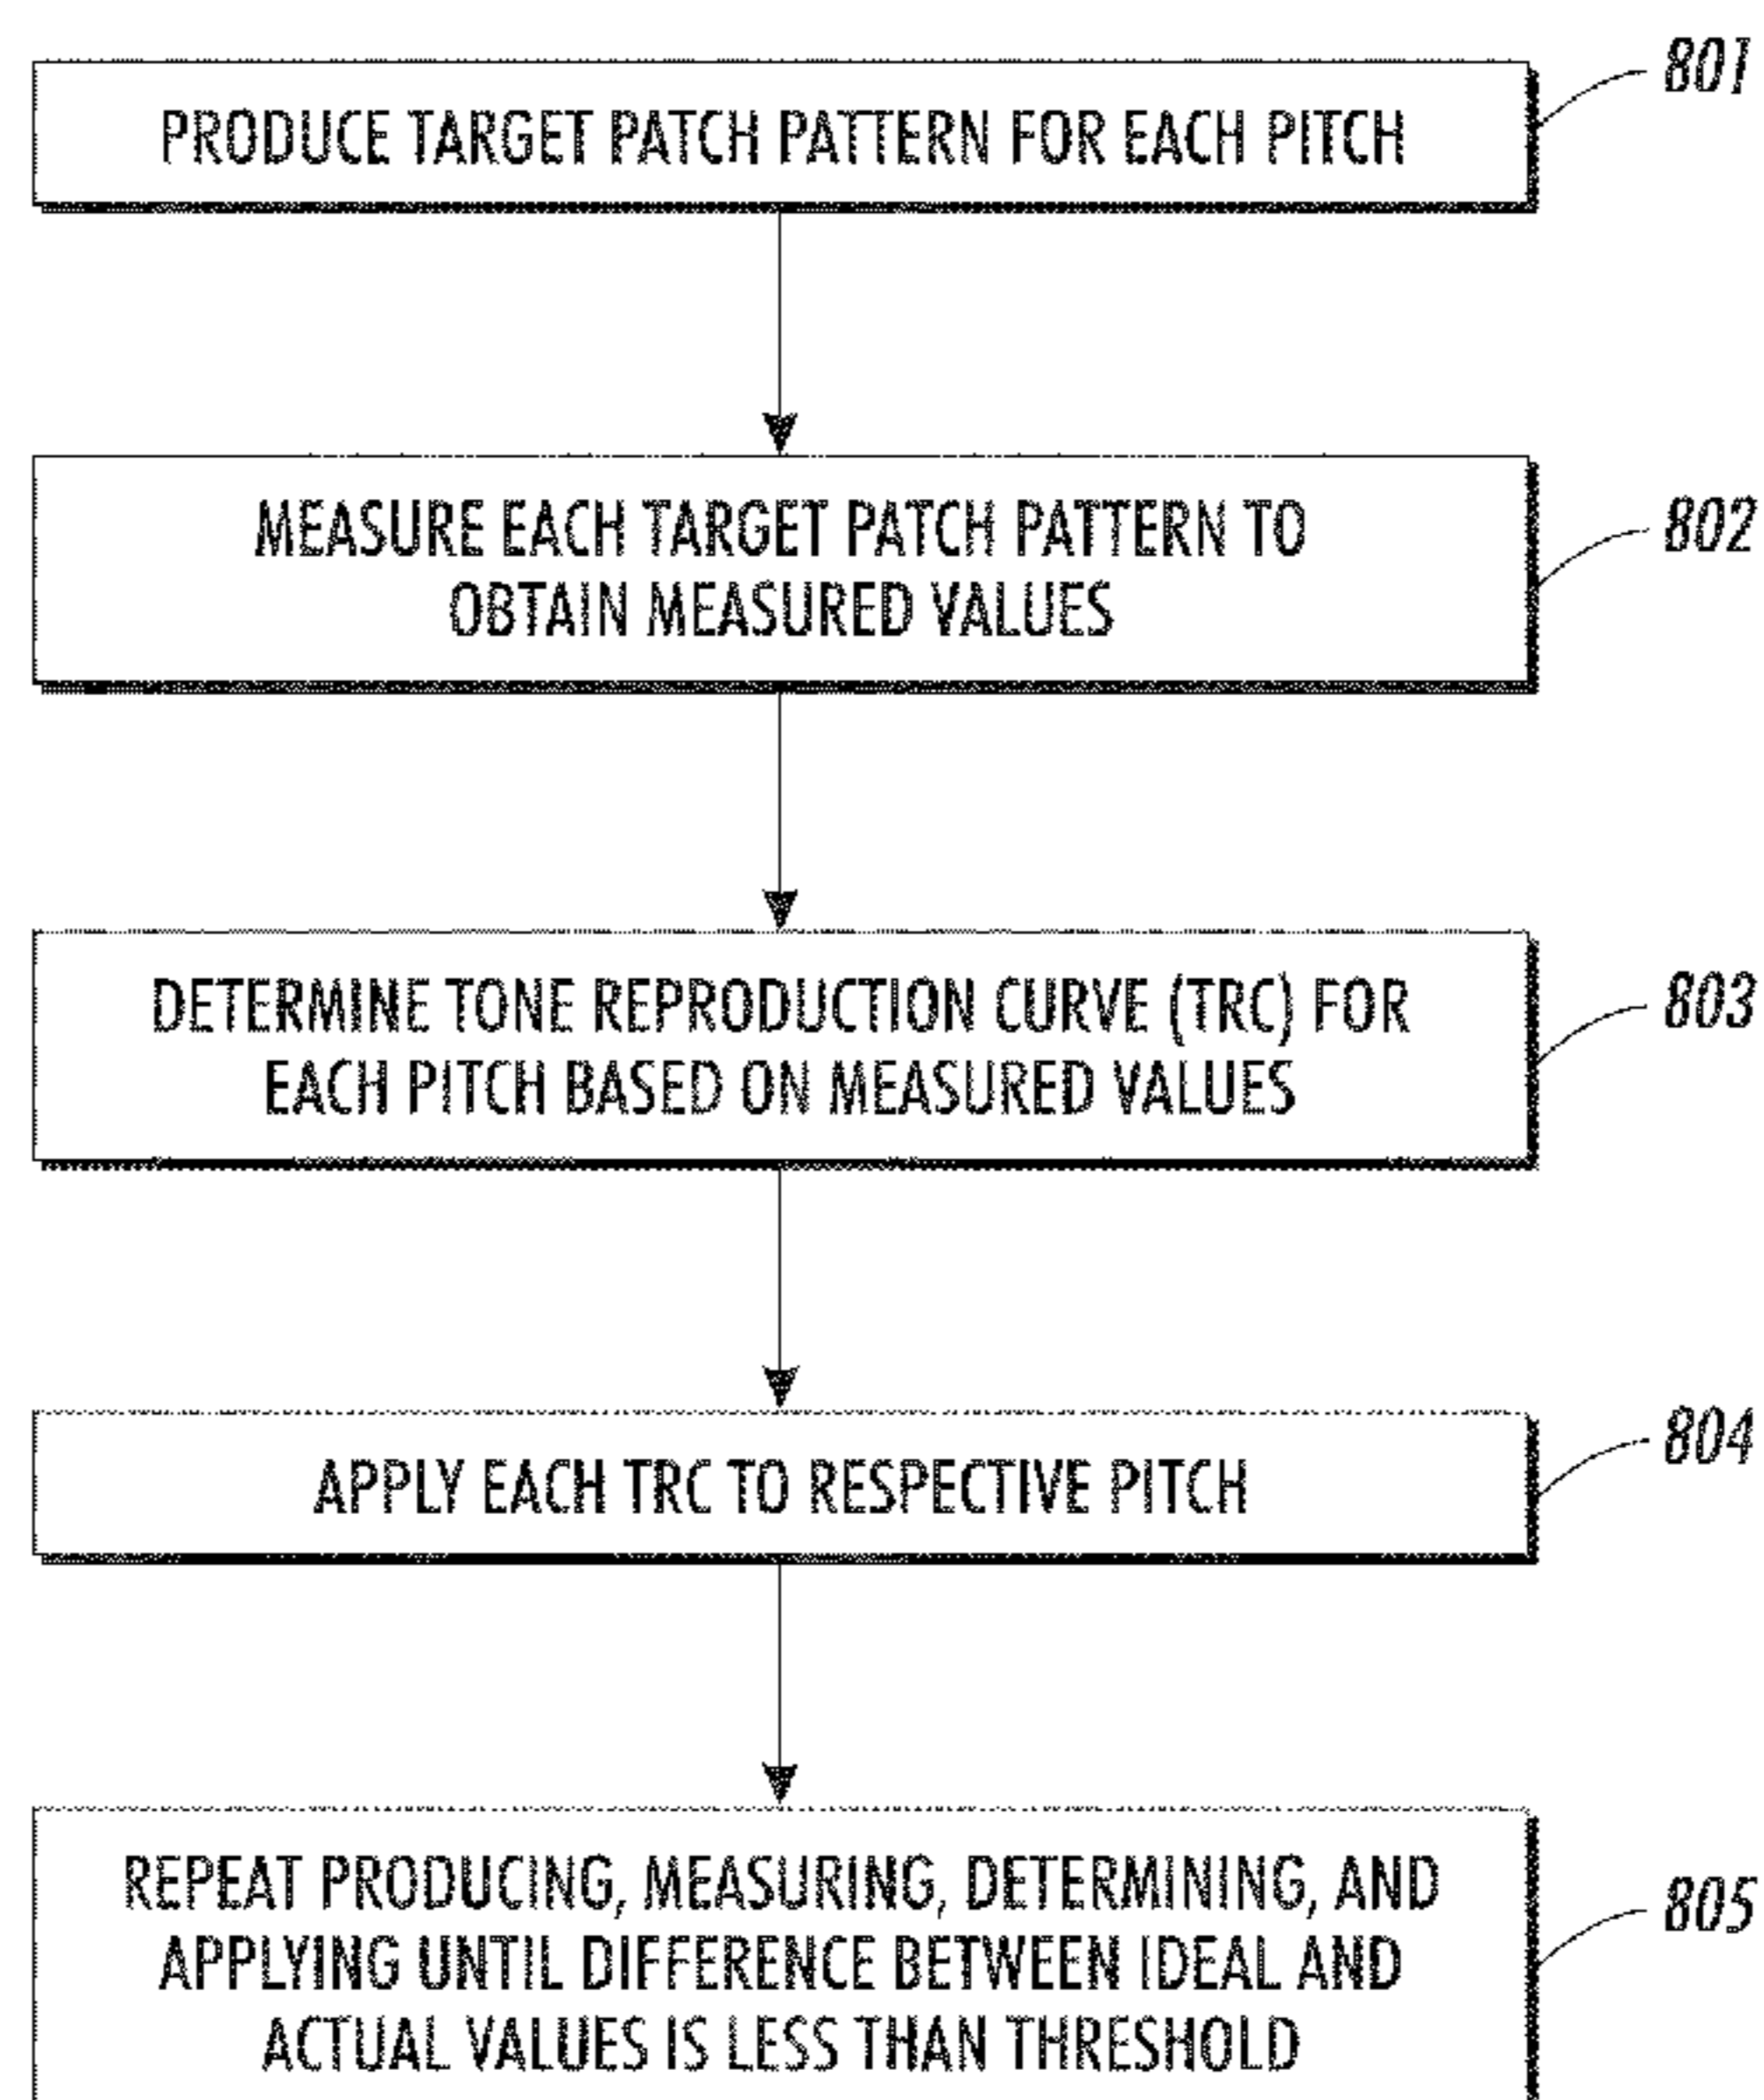 801
PRODUCE TARGET PATCH PATTERN FOR EACH PITCH
802
MEASURE EACH TARGET PATCH PATTERN TO
OBTAIN MEASURED VALUES
803
DETERMINE TONE REPRODUCTION CURVE (TRC) FOR
EACH PITCH BASED ON MEASURED VALUES
804
APPLY EACH TRC TO RESPECTIVE PITCH
805
REPEAT PRODUCING, MEASURING, DETERMINING, AND
APPLYING UNTIL DIFFERENCE BETWEEN IDEAL AND
ACTUAL VALUES IS LESS THAN THRESHOLD